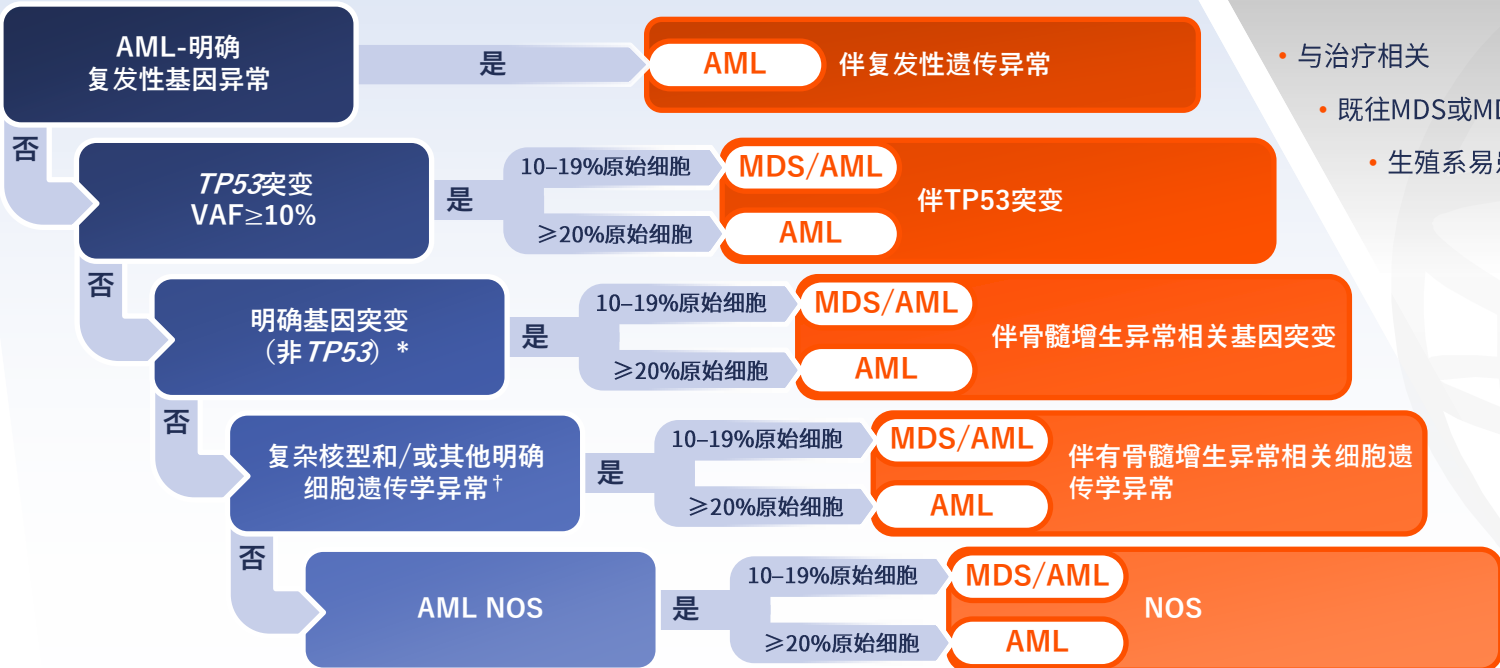 AML-明确
复发性基因异常
是
AML
伴复发性遗传异常
• 与治疗相关
• 既往MDS或
• 生殖系易
否
TP53突变
VAF≥10%
是
10–19%原始细胞
MDS/AML
≥20%原始细胞
AML
伴TP53突变
否
明确基因突变
（非TP53）*
是
10–19%原始细胞
MDS/AML
≥20%原始细胞
AML
伴骨髓增生异常相关基因突变
否
复杂核型和/或其他明确
细胞遗传学异常†
是
10–19%原始细胞
MDS/AML
≥20%原始细胞
AML
伴有骨髓增生异常相关细胞遗
传学异常
否
AML NOS
是
10–19%原始细胞
MDS/AML
≥20%原始细胞
AML
NOS